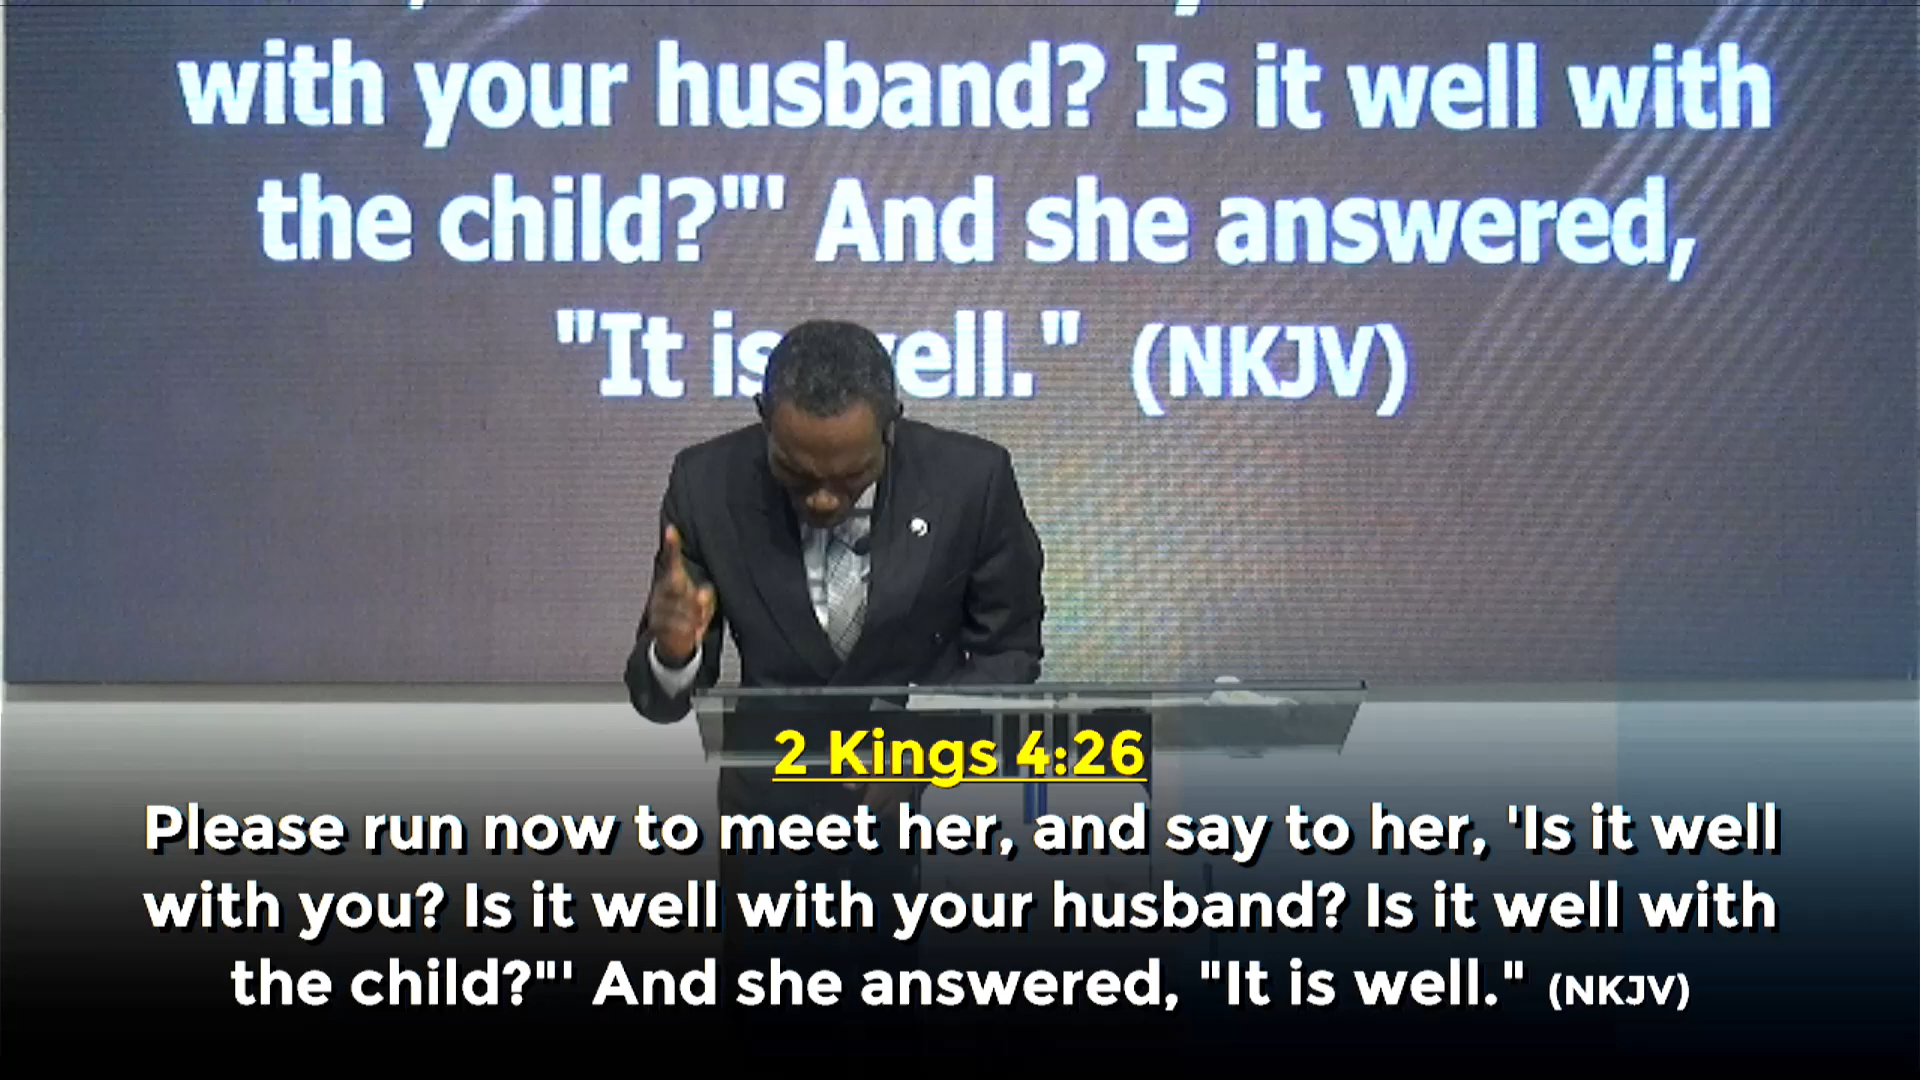 with your husband? Is it well with
the child?"' And she answered,
"It is well." (NKJV)
2 Kings 4:26
Please run now to meet her, and say to her, 'Is it well
with you? Is it well with your husband? Is it well with
the child?"' And she answered, "It is well." (NKJV)